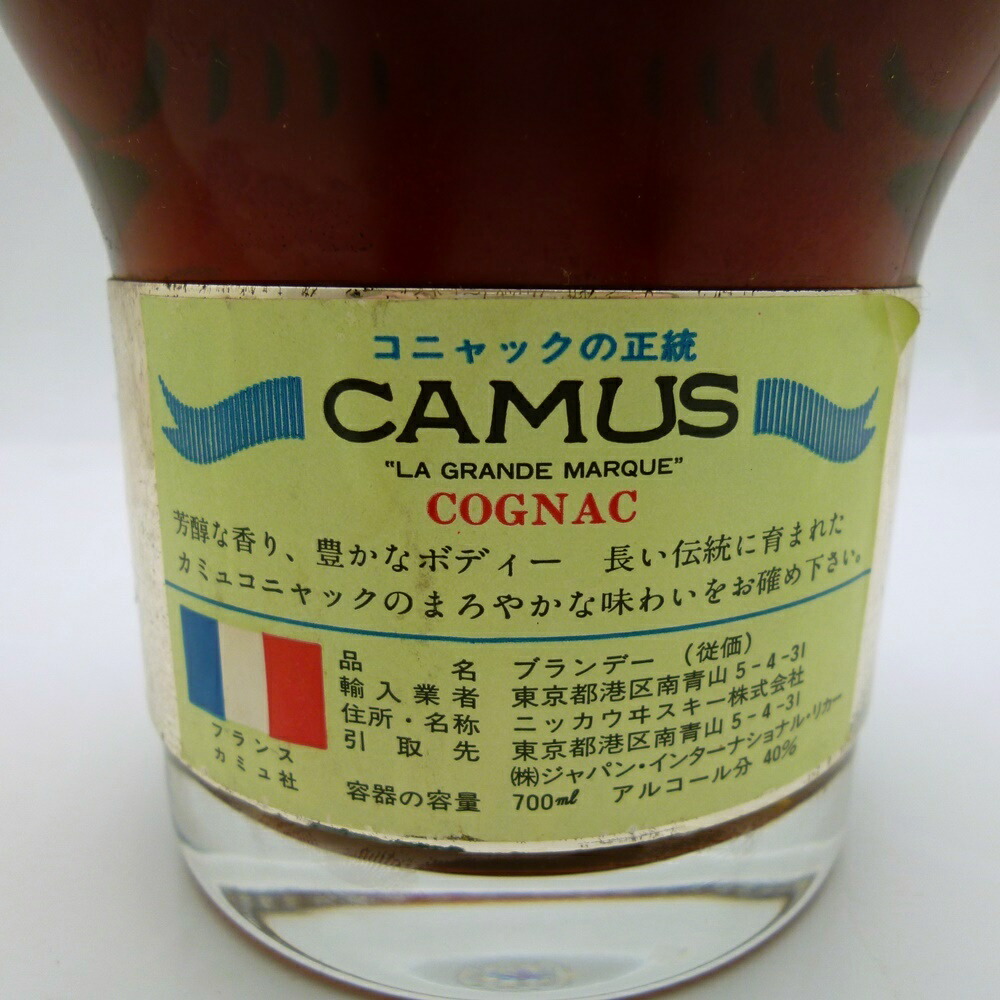 コニャックの正統
CAMUS
"LA GRANDE MARQUE"
COGNAC
芳醇な香り、豊かなボディー 長い伝統に育まれた
カミュコニャックのまろやかな味わいをお確め下さい。
品名 ブランデー (従価)
輸入業者 東京都港区南青山5-4-31
住所・名称 ニッカウヰスキー株式会社
引取先 東京都港区南青山5-4-31
㈱ジャパン・インターナショナル・リカー
容器の容量 700ml アルコール分 40%
フランス
カミュ社